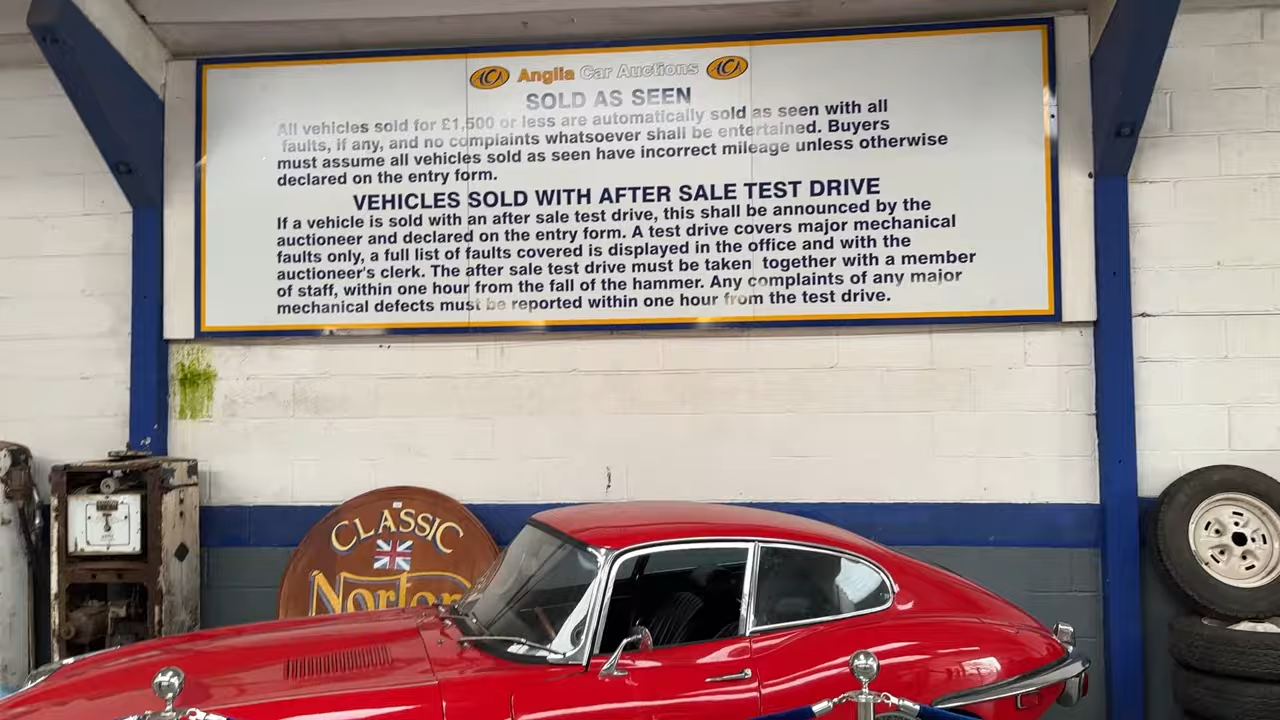 ACA Anglia Car Auctions ACA
SOLD AS SEEN
All vehicles sold for £1,500 or less are automatically sold as seen with all
faults, if any, and no complaints whatsoever shall be entertained. Buyers
must assume all vehicles sold as seen have incorrect mileage unless otherwise
declared on the entry form.
VEHICLES SOLD WITH AFTER SALE TEST DRIVE
If a vehicle is sold with an after sale test drive, this shall be announced by the
auctioneer and declared on the entry form. A test drive covers major mechanical
faults only, a full list of faults covered is displayed in the office and with the
auctioneer's clerk. The after sale test drive must be taken together with a member
of staff, within one hour from the fall of the hammer. Any complaints of any major
mechanical defects must be reported within one hour from the test drive.
CLASSIC
Norton